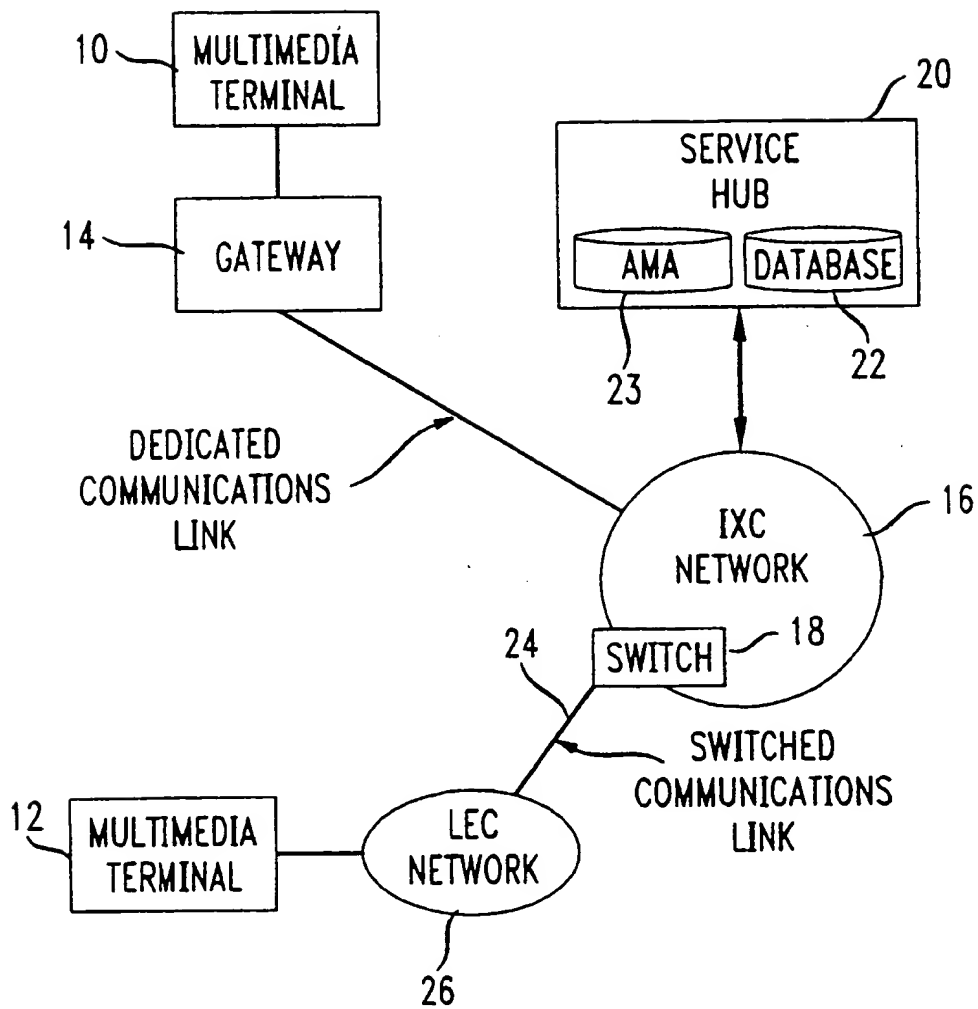 10
MULTIMEDIA
TERMINAL
14
GATEWAY
20
SERVICE
HUB
AMA
DATABASE
23
22
DEDICATED
COMMUNICATIONS
LINK
IXC
NETWORK
16
SWITCH
18
24
SWITCHED
COMMUNICATIONS
LINK
12
MULTIMEDIA
TERMINAL
LEC
NETWORK
26